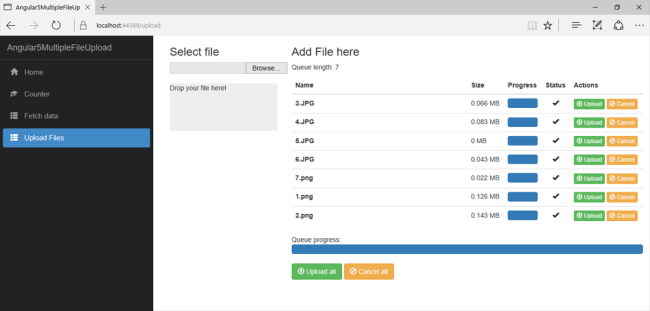 Angular5MultipleFileUp
localhost:44369/upload
Angular5MultipleFileUpload
Home
Counter
Fetch data
Upload Files
Select file
Browse...
Drop your file here!
Add File here
Queue length: 7
Name Size Progress Status Actions
3.JPG 0.066 MB Upload Cancel
4.JPG 0.083 MB Upload Cancel
5.JPG 0 MB Upload Cancel
6.JPG 0.043 MB Upload Cancel
7.png 0.022 MB Upload Cancel
1.png 0.126 MB Upload Cancel
2.png 0.143 MB Upload Cancel
Queue progress:
Upload all Cancel all